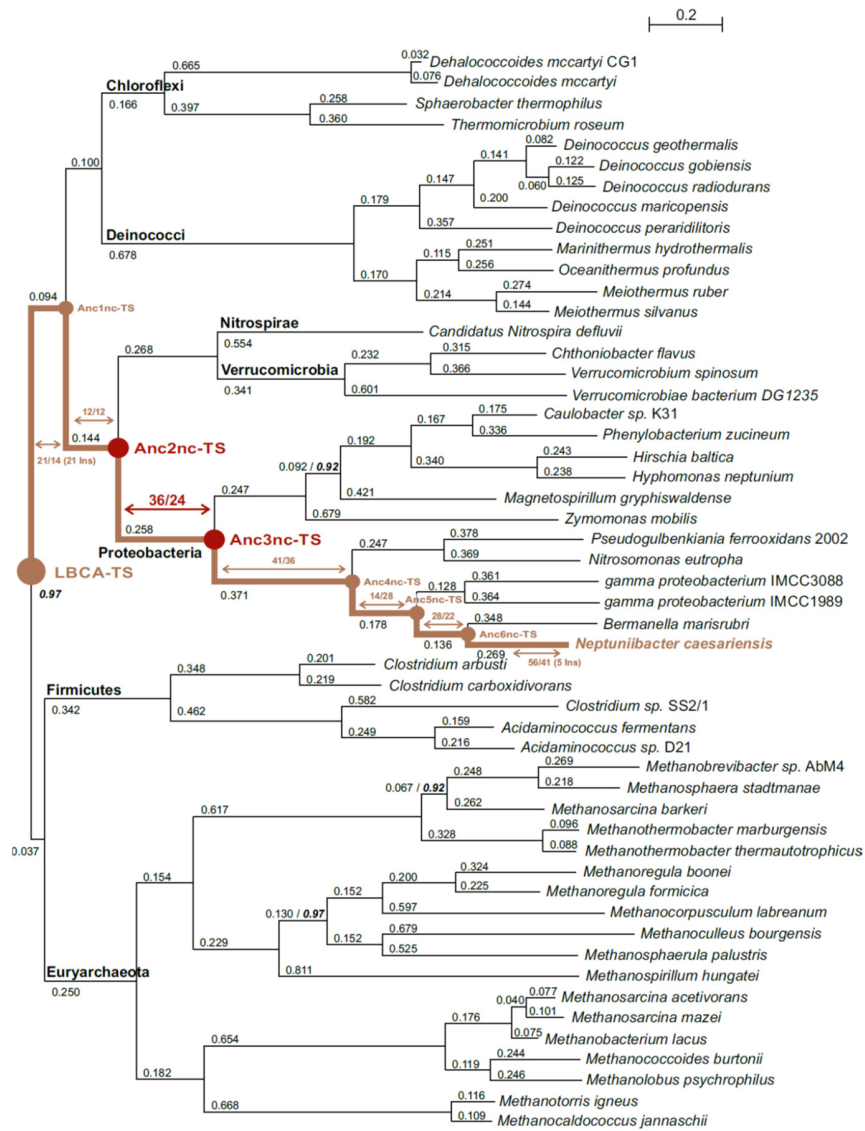 0.2
0.032
0.665
Dehalococcoides mccartyi CG1
0.076
Dehalococcoides mccartyi
Chloroflexi
0.166
0.258
Sphaerobacter thermophilus
0.397
0.360
Thermomicrobium roseum
0.082
Deinococcus geothermalis
0.141
0.122
Deinococcus gobiensis
0.100
0.147
0.060
0.125
Deinococcus radiodurans
0.179
0.200
Deinococcus maricopensis
0.357
Deinococcus peraridilitoris
Deinococci
0.678
0.251
Marinithermus hydrothermalis
0.115
0.256
Oceanithermus profundus
0.170
0.274
Meiothermus ruber
0.094
0.214
0.144
Meiothermus silvanus
Anc1nc-TS
Nitrospirae
Candidatus Nitrospira defluvii
0.554
0.268
0.315
Chthoniobacter flavus
0.232
Verrucomicrobia
0.366
Verrucomicrobium spinosum
0.341
0.601
Verrucomicrobiae bacterium DG1235
12/12
0.175
Caulobacter sp. K31
0.167
0.144
0.336
Phenylobacterium zucineum
Anc2nc-TS
0.192
21/14 (21 Ins)
0.243
Hirschia baltica
0.092 / 0.92
0.340
0.238
Hyphomonas neptunium
36/24
0.247
0.421
Magnetospirillum gryphiswaldense
0.679
Zymomonas mobilis
0.258
0.378
Pseudogulbenkiania ferrooxidans 2002
Anc3nc-TS
0.247
Proteobacteria
0.369
Nitrosomonas eutropha
41/36
LBCA-TS
0.361
gamma proteobacterium IMCC3088
0.371
Anc4nc-TS
0.128
0.97
14/28
Anc5nc-TS
0.364
gamma proteobacterium IMCC1989
28/22
0.348
Bermanella marisrubri
0.178
Anc6nc-TS
0.136
Neptuniibacter caesariensis
0.269
56/41 (5 Ins)
0.201
Clostridium arbusti
0.348
0.219
Clostridium carboxidivorans
Firmicutes
0.342
0.582
Clostridium sp. SS2/1
0.462
0.159
Acidaminococcus fermentans
0.249
0.216
Acidaminococcus sp. D21
0.269
Methanobrevibacter sp. AbM4
0.248
0.067 / 0.92
0.218
Methanosphaera stadtmanae
0.617
0.262
Methanosarcina barkeri
0.096
Methanothermobacter marburgensis
0.328
0.088
Methanothermobacter thermautotrophicus
0.037
0.324
Methanoregula boonei
0.154
0.200
0.225
Methanoregula formicica
0.152
0.130 / 0.97
0.597
Methanocorpusculum labreanum
0.679
Methanoculleus bourgensis
0.229
0.152
0.525
Methanosphaerula palustris
0.811
Methanospirillum hungatei
Euryarchaeota
0.250
0.077
Methanosarcina acetivorans
0.040
0.101
Methanosarcina mazei
0.176
0.075
Methanobacterium lacus
0.654
0.244
Methanococcoides burtonii
0.119
0.182
0.246
Methanolobus psychrophilus
0.116
Methanotorris igneus
0.668
0.109
Methanocaldococcus jannaschii